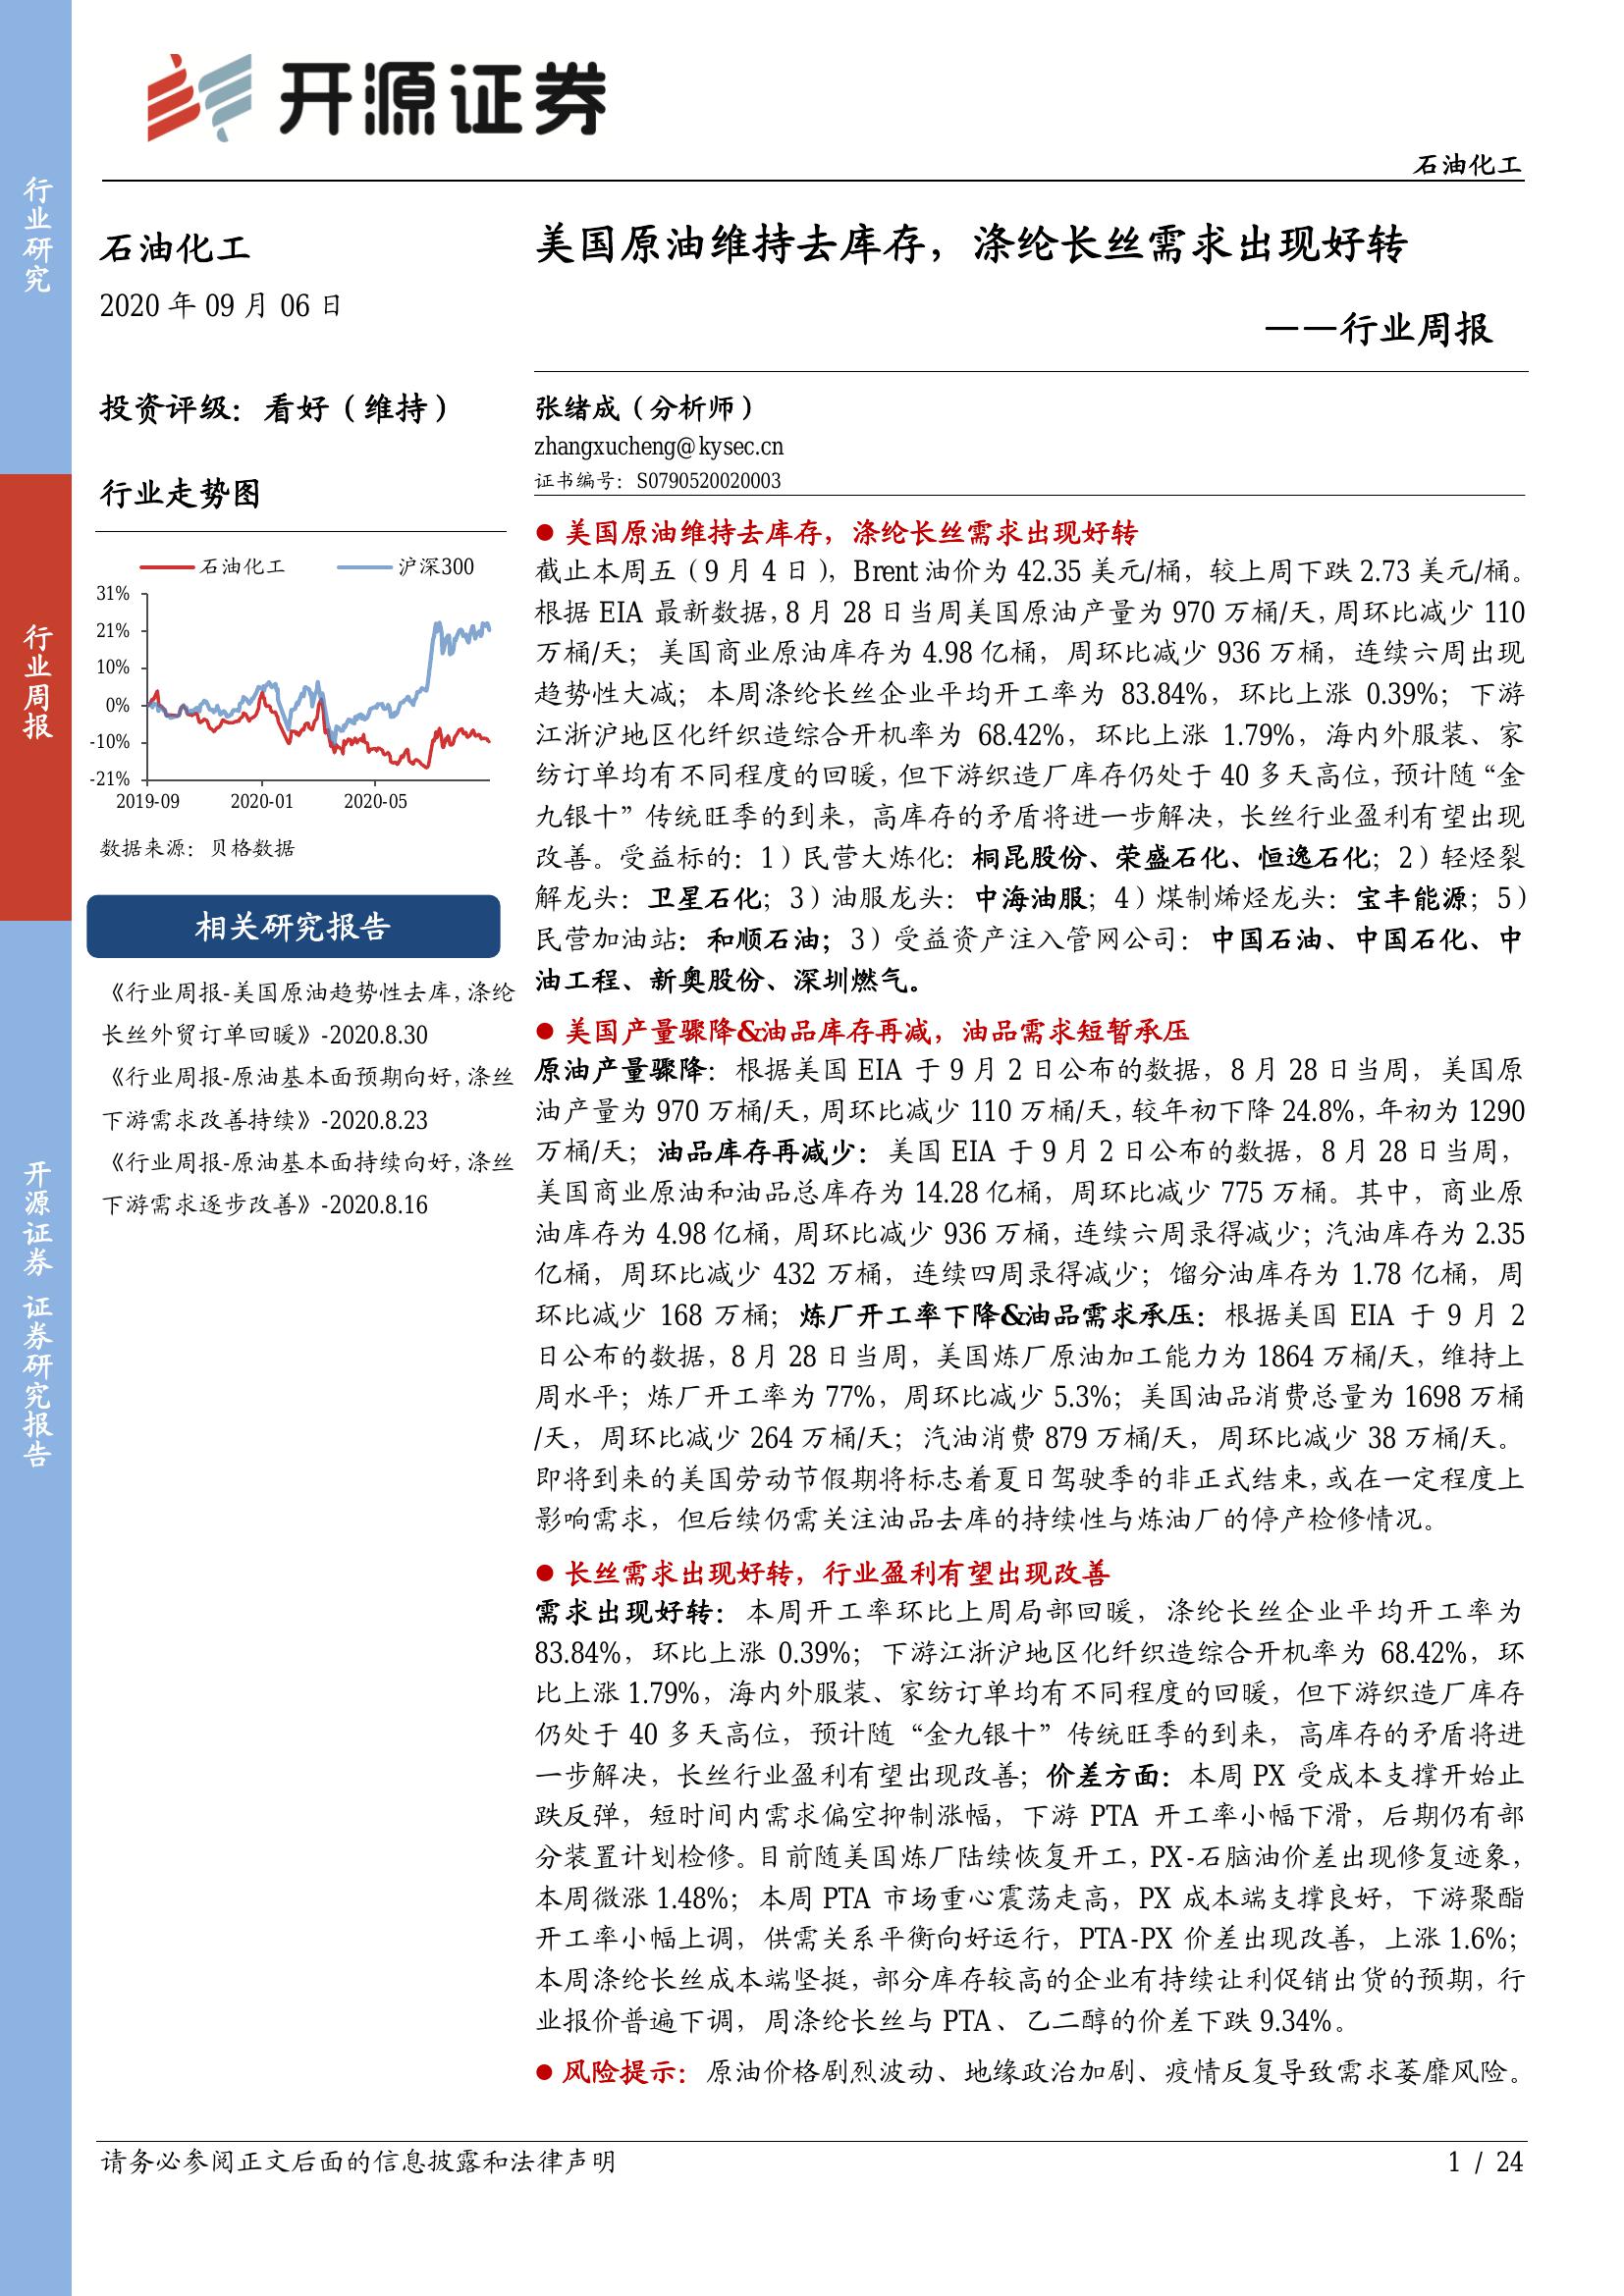 开源证券
石油化工
行业研究
行业周报
开源证券 证券研究报告
石油化工
2020 年 09 月 06 日
投资评级：看好（维持）
行业走势图
石油化工 沪深300
31%
21%
10%
0%
-10%
-21%
2019-09 2020-01 2020-05
数据来源：贝格数据
相关研究报告
《行业周报-美国原油趋势性去库，涤纶
长丝外贸订单回暖》-2020.8.30
《行业周报-原油基本面预期向好，涤丝
下游需求改善持续》-2020.8.23
《行业周报-原油基本面持续向好，涤丝
下游需求逐步改善》-2020.8.16
美国原油维持去库存，涤纶长丝需求出现好转
——行业周报
张绪成（分析师）
zhangxucheng@kysec.cn
证书编号：S0790520020003
● 美国原油维持去库存，涤纶长丝需求出现好转
截止本周五（9 月 4 日），Brent 油价为 42.35 美元/桶，较上周下跌 2.73 美元/桶。
根据 EIA 最新数据，8 月 28 日当周美国原油产量为 970 万桶/天，周环比减少 110
万桶/天；美国商业原油库存为 4.98 亿桶，周环比减少 936 万桶，连续六周出现
趋势性大减；本周涤纶长丝企业平均开工率为 83.84%，环比上涨 0.39%；下游
江浙沪地区化纤织造综合开机率为 68.42%，环比上涨 1.79%，海内外服装、家
纺订单均有不同程度的回暖，但下游织造厂库存仍处于 40 多天高位，预计随“金
九银十”传统旺季的到来，高库存的矛盾将进一步解决，长丝行业盈利有望出现
改善。受益标的：1）民营大炼化：桐昆股份、荣盛石化、恒逸石化；2）轻烃裂
解龙头：卫星石化；3）油服龙头：中海油服；4）煤制烯烃龙头：宝丰能源；5）
民营加油站：和顺石油；3）受益资产注入管网公司：中国石油、中国石化、中
油工程、新奥股份、深圳燃气。
● 美国产量骤降&油品库存再减，油品需求短暂承压
原油产量骤降：根据美国 EIA 于 9 月 2 日公布的数据，8 月 28 日当周，美国原
油产量为 970 万桶/天，周环比减少 110 万桶/天，较年初下降 24.8%，年初为 1290
万桶/天；油品库存再减少：美国 EIA 于 9 月 2 日公布的数据，8 月 28 日当周，
美国商业原油和油品总库存为 14.28 亿桶，周环比减少 775 万桶。其中，商业原
油库存为 4.98 亿桶，周环比减少 936 万桶，连续六周录得减少；汽油库存为 2.35
亿桶，周环比减少 432 万桶，连续四周录得减少；馏分油库存为 1.78 亿桶，周
环比减少 168 万桶；炼厂开工率下降&油品需求承压：根据美国 EIA 于 9 月 2
日公布的数据，8 月 28 日当周，美国炼厂原油加工能力为 1864 万桶/天，维持上
周水平；炼厂开工率为 77%，周环比减少 5.3%；美国油品消费总量为 1698 万桶
/天，周环比减少 264 万桶/天；汽油消费 879 万桶/天，周环比减少 38 万桶/天。
即将到来的美国劳动节假期将标志着夏日驾驶季的非正式结束，或在一定程度上
影响需求，但后续仍需关注油品去库的持续性与炼油厂的停产检修情况。
● 长丝需求出现好转，行业盈利有望出现改善
需求出现好转：本周开工率环比上周局部回暖，涤纶长丝企业平均开工率为
83.84%，环比上涨 0.39%；下游江浙沪地区化纤织造综合开机率为 68.42%，环
比上涨 1.79%，海内外服装、家纺订单均有不同程度的回暖，但下游织造厂库存
仍处于 40 多天高位，预计随“金九银十”传统旺季的到来，高库存的矛盾将进
一步解决，长丝行业盈利有望出现改善；价差方面：本周 PX 受成本支撑开始止
跌反弹，短时间内需求偏空抑制涨幅，下游 PTA 开工率小幅下滑，后期仍有部
分装置计划检修。目前随美国炼厂陆续恢复开工，PX-石脑油价差出现修复迹象，
本周微涨 1.48%；本周 PTA 市场重心震荡走高，PX 成本端支撑良好，下游聚酯
开工率小幅上调，供需关系平衡向好运行，PTA-PX 价差出现改善，上涨 1.6%；
本周涤纶长丝成本端坚挺，部分库存较高的企业有持续让利促销出货的预期，行
业报价普遍下调，周涤纶长丝与 PTA、乙二醇的价差下跌 9.34%。
● 风险提示：原油价格剧烈波动、地缘政治加剧、疫情反复导致需求萎靡风险。
请务必参阅正文后面的信息披露和法律声明
1 / 24